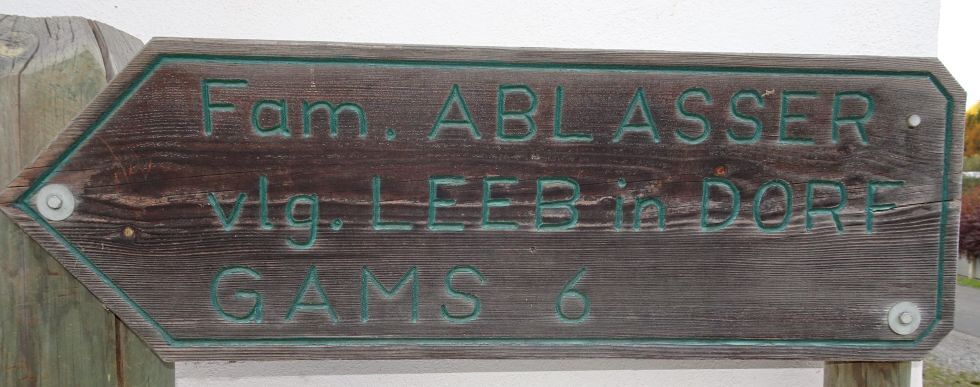 Fam. ABLASSER
vlg. LEEB in DORF
GAMS 6